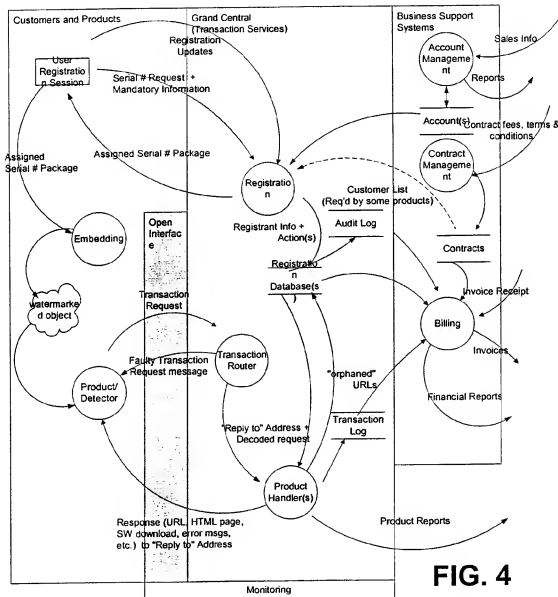 Customers and Products
Grand Central
(Transaction Services)
Registration
Updates
Business Support
Systems
Sales Info
Account
Manageme
nt
Reports
User
Registratio
n Session
Serial # Request +
Mandatory Information
Account(s)
Contract fees, terms &
conditions
Contract
Managem
ent
Assigned
Serial # Package
Assigned Serial # Package
Registratio
n
Customer List
(Req'd by some products)
Registrant Info +
Action(s)
Audit Log
Open
Interfac
e
Embedding
Contracts
Registratio
n
Database(s
)
watermarke
d object
Transaction
Request
Invoice Receipt
Billing
Faulty Transaction
Request message
Transaction
Router
"orphaned"
URLs
Invoices
Product/
Detector
Financial Reports
"Reply to" Address +
Decoded request
Transaction
Log
Product
Handler(s)
Response (URL, HTML page,
SW download, error msgs,
etc.) to "Reply to" Address
Product Reports
FIG. 4
Monitoring